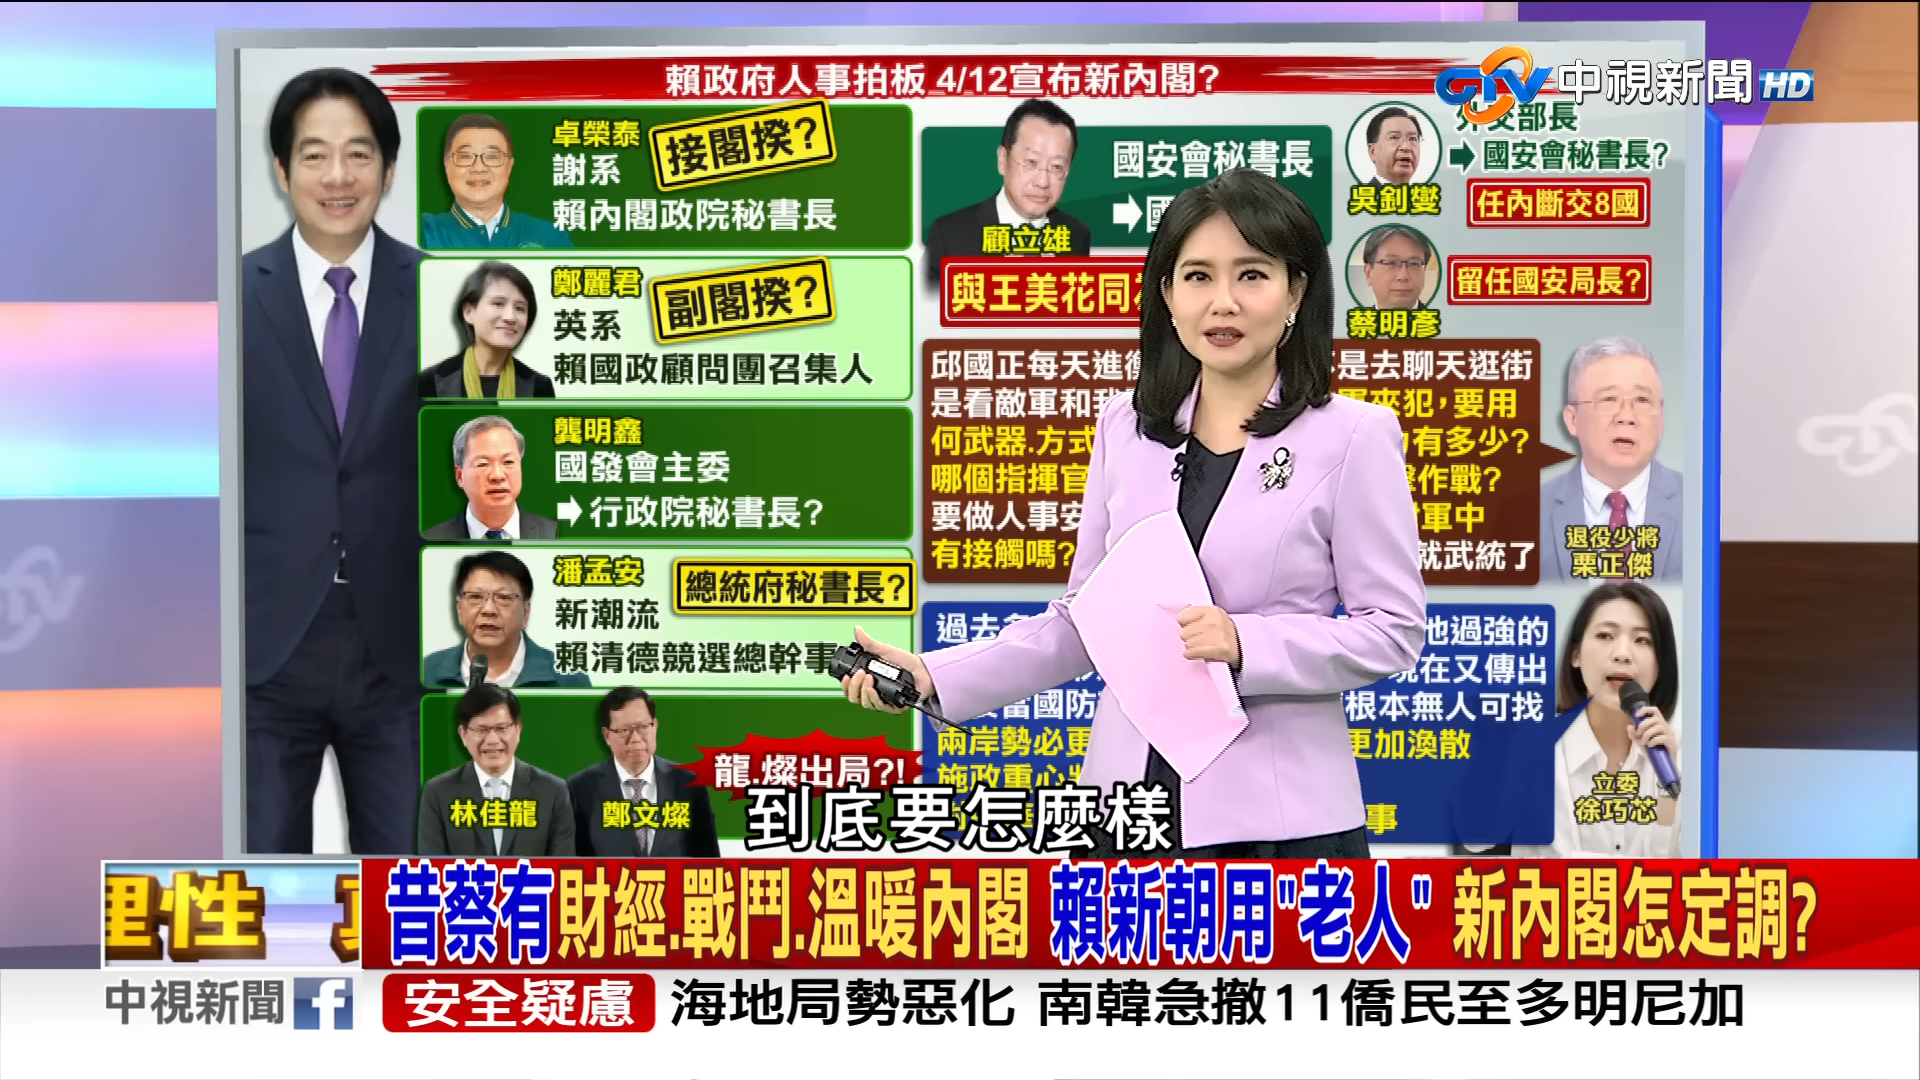 賴政府人事拍板 4/12宣布新內閣?
CTV中視新聞HD
卓榮泰
接閣揆?
謝系
賴內閣政院秘書長
鄭麗君
副閣揆?
英系
賴國政顧問團召集人
龔明鑫
國發會主委
➡行政院秘書長?
潘孟安
總統府秘書長?
新潮流
賴清德競選總幹事
林佳龍
鄭文燦
龍.燦出局?!
國安會秘書長
➡國
顧立雄
與王美花同
外交部長
➡國安會秘書長?
吳釗燮
任內斷交8國
留任國安局長?
蔡明彥
邱國正每天進 是去聊天逛街
是看敵軍和我 軍來犯,要用
何武器.方式 有多少?
哪個指揮官 作戰?
要做人事安 軍中
有接觸嗎? 就武統了
退役少將
栗正傑
過去 他過強的
現在又傳出
當國防 根本無人可找
兩岸勢必更 更加渙散
施政重心 事
立委
徐巧芯
到底要怎麼樣
理性
昔蔡有財經.戰鬥.溫暖內閣 賴新朝用"老人" 新內閣怎定調?
中視新聞 f
安全疑慮 海地局勢惡化 南韓急撤11僑民至多明尼加